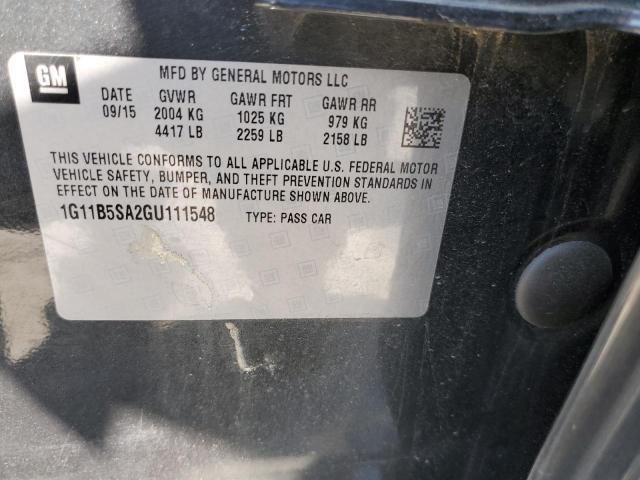 GM
MFD BY GENERAL MOTORS LLC
DATE GVWR GAWR FRT GAWR RR
09/15 2004 KG 1025 KG 979 KG
4417 LB 2259 LB 2158 LB
THIS VEHICLE CONFORMS TO ALL APPLICABLE U.S. FEDERAL MOTOR
VEHICLE SAFETY, BUMPER, AND THEFT PREVENTION STANDARDS IN
EFFECT ON THE DATE OF MANUFACTURE SHOWN ABOVE.
1G11B5SA2GU111548 TYPE: PASS CAR